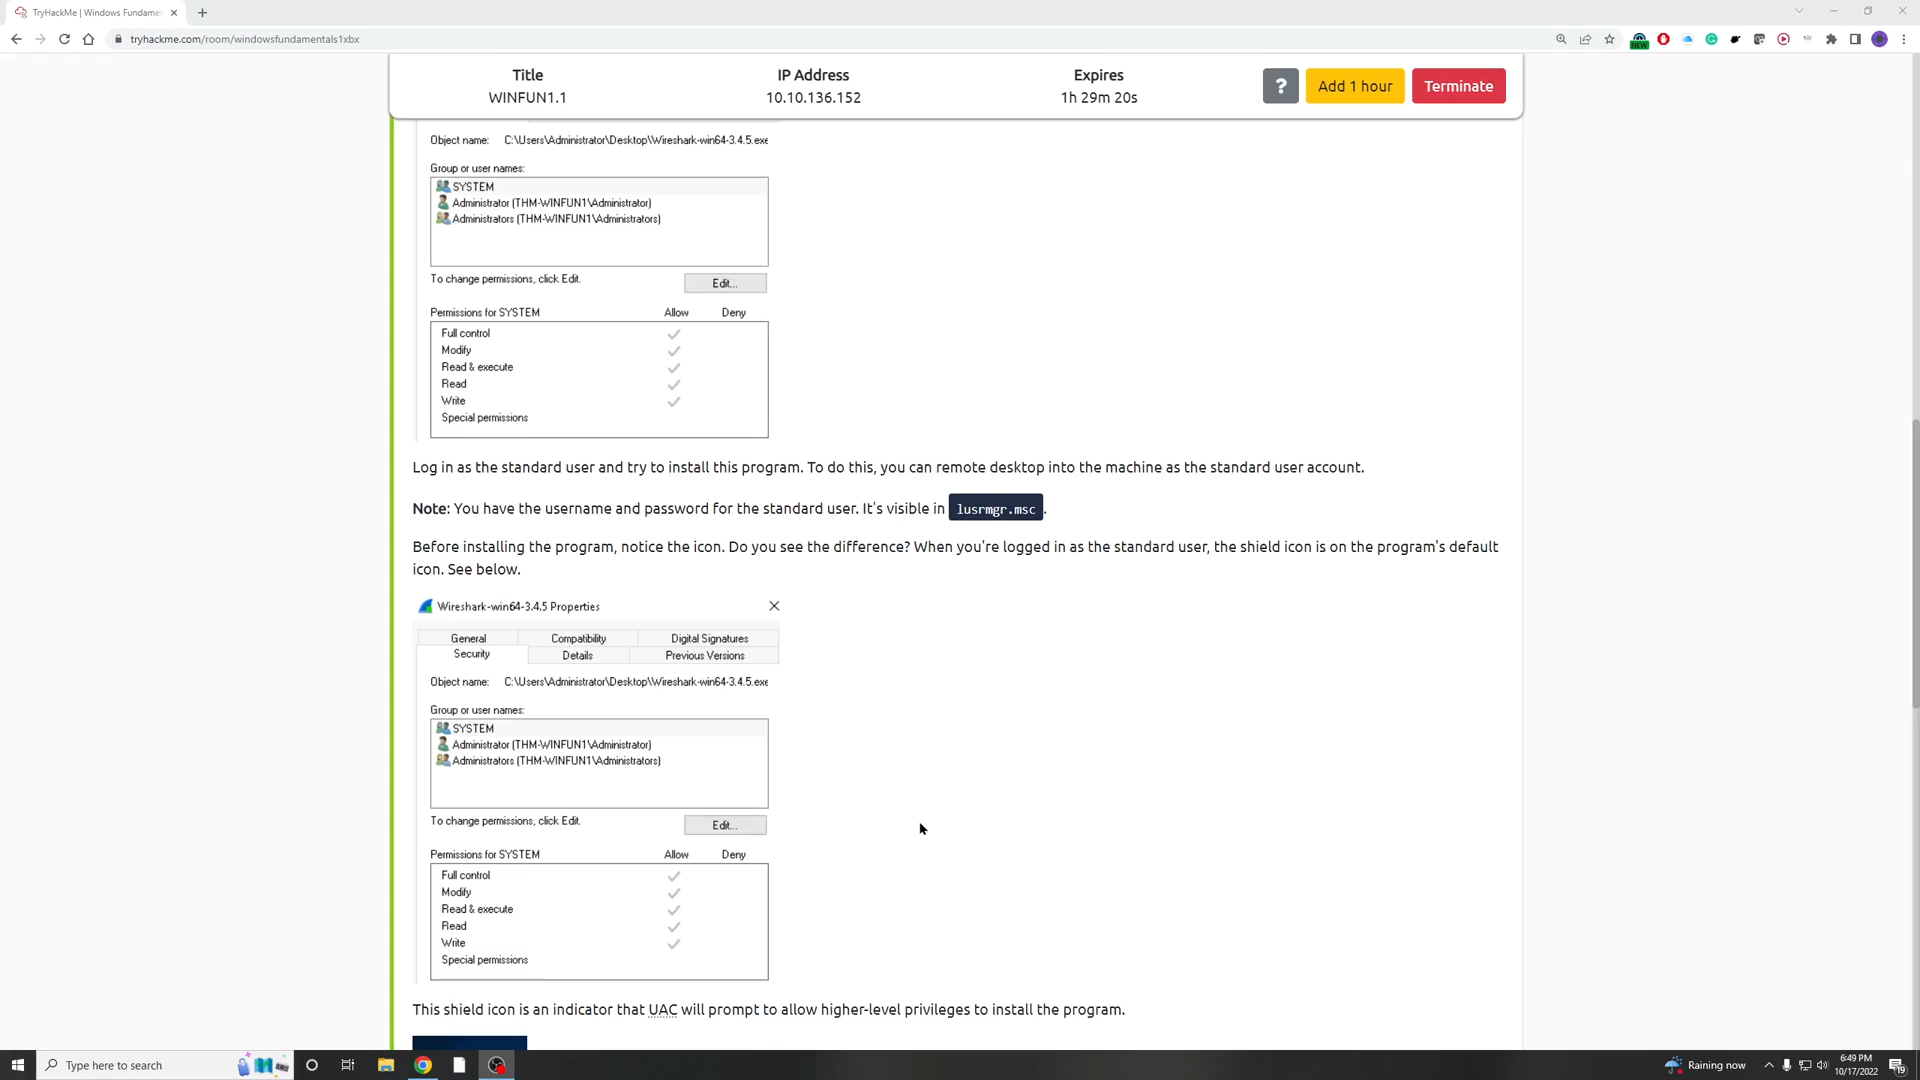 TryHackMe | Windows Fundame
tryhackme.com/room/windowsfundamentals1xbx
NEW
Title
IP Address
Expires
WINFUN1.1
10.10.136.152
1h 29m 20s
?
Add 1 hour
Terminate
Object name: C:\Users\Administrator\Desktop\Wireshark-win64-3.4.5.exe
Group or user names:
SYSTEM
Administrator (THM-WINFUN1\Administrator)
Administrators (THM-WINFUN1\Administrators)
To change permissions, click Edit.
Edit...
Permissions for SYSTEM Allow Deny
Full control
Modify
Read & execute
Read
Write
Special permissions
Log in as the standard user and try to install this program. To do this, you can remote desktop into the machine as the standard user account.
Note: You have the username and password for the standard user. It's visible in lusrmgr.msc.
Before installing the program, notice the icon. Do you see the difference? When you're logged in as the standard user, the shield icon is on the program's default
icon. See below.
Wireshark-win64-3.4.5 Properties
General Compatibility Digital Signatures
Security Details Previous Versions
Object name: C:\Users\Administrator\Desktop\Wireshark-win64-3.4.5.exe
Group or user names:
SYSTEM
Administrator (THM-WINFUN1\Administrator)
Administrators (THM-WINFUN1\Administrators)
To change permissions, click Edit.
Edit...
Permissions for SYSTEM Allow Deny
Full control
Modify
Read & execute
Read
Write
Special permissions
This shield icon is an indicator that UAC will prompt to allow higher-level privileges to install the program.
Type here to search
Raining now
6:49 PM
10/17/2022
19